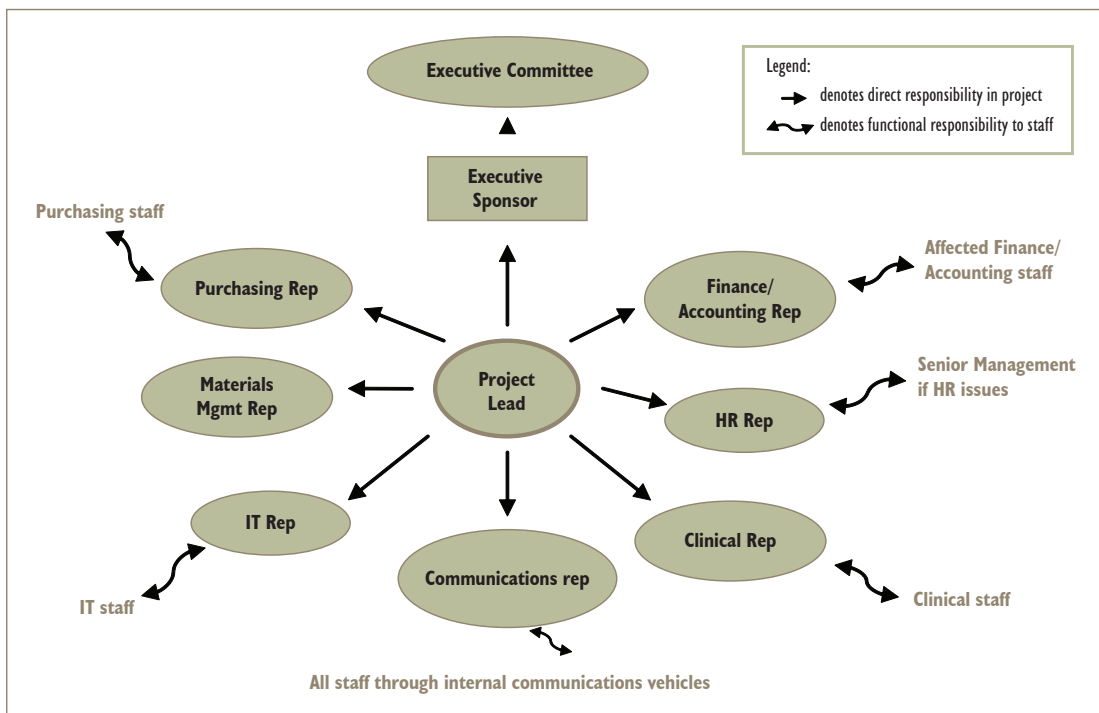 Executive Committee
Legend:
denotes direct responsibility in project
denotes functional responsibility to staff
Executive
Sponsor
Purchasing staff
Affected Finance/
Accounting staff
Purchasing Rep
Finance/
Accounting Rep
Materials
Mgmt Rep
Project
Lead
Senior Management
if HR issues
HR Rep
IT Rep
Clinical Rep
Communications rep
IT staff
Clinical staff
All staff through internal communications vehicles